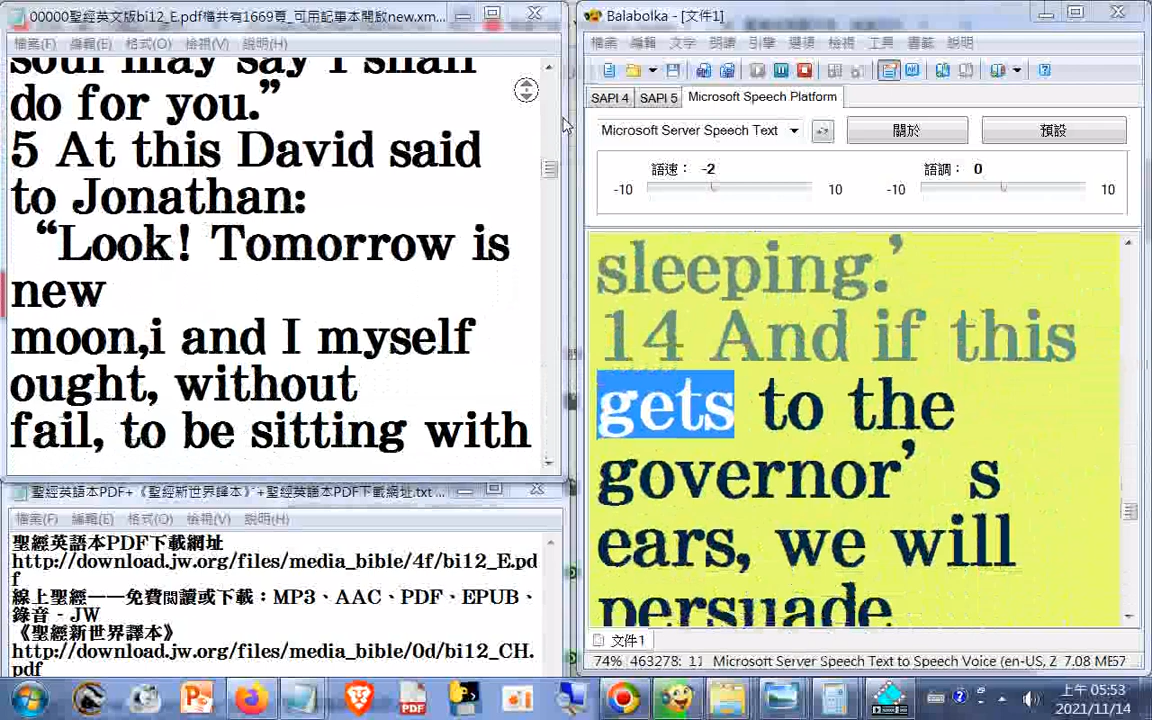 00000聖經英文版bi12_E.pdf檔共有1669頁_可用記事本開啟new.xm...
檔案(F) 編輯(E) 格式(O) 檢視(V) 說明(H)
soul may say I shall
do for you.”
5 At this David said
to Jonathan:
“Look! Tomorrow is
new
moon,i and I myself
ought, without
fail, to be sitting with
聖經英語本PDF+《聖經新世界譯本》+聖經英語本PDF下載網址.txt ...
檔案(F) 編輯(E) 格式(O) 檢視(V) 說明(H)
聖經英語本PDF下載網址
http://download.jw.org/files/media_bible/4f/bi12_E.pd
f
線上聖經——免費閱讀或下載：MP3、AAC、PDF、EPUB、
錄音 - JW
《聖經新世界譯本》
http://download.jw.org/files/media_bible/0d/bi12_CH.
pdf
Balabolka - [文件1]
檔案 編輯 文字 朗讀 引擎 選項 檢視 工具 書籤 說明
SAPI 4 SAPI 5 Microsoft Speech Platform
Microsoft Server Speech Text 關於 預設
語速： -2 語調： 0
-10 10 -10 10
sleeping.’
14 And if this
gets to the
governor’s
ears, we will
persuade
文件1
74% 463278: 11 Microsoft Server Speech Text to Speech Voice (en-US, Z 7.08 ME57
PDF
上午 05:53
2021/11/14